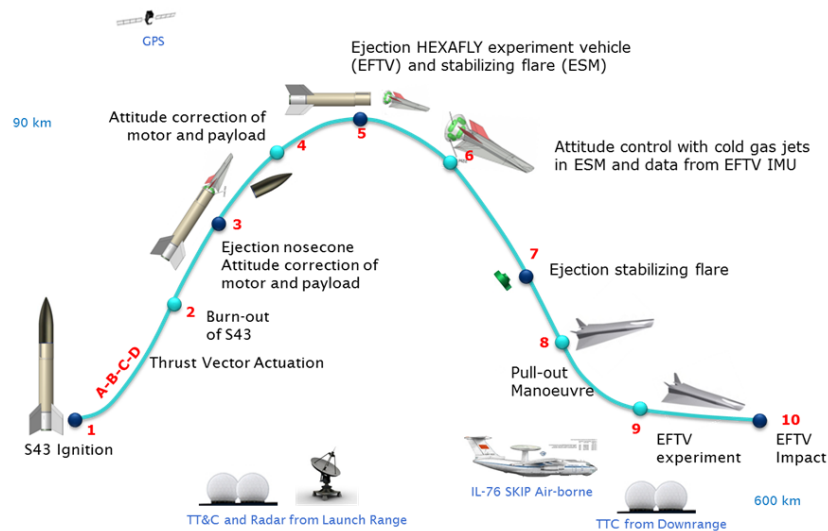 GPS
Ejection HEXAFLY experiment vehicle
(EFTV) and stabilizing flare (ESM)
90 km
Attitude correction of
motor and payload
4
5
6
Attitude control with cold gas jets
in ESM and data from EFTV IMU
3
Ejection nosecone
Attitude correction of
motor and payload
7
Ejection stabilizing flare
2
Burn-out
of S43
A-B-C-D
Thrust Vector Actuation
8
Pull-out
Manoeuvre
1
S43 Ignition
9
EFTV
experiment
10
EFTV
Impact
IL-76 SKIP Air-borne
600 km
TT&C and Radar from Launch Range
TTC from Downrange